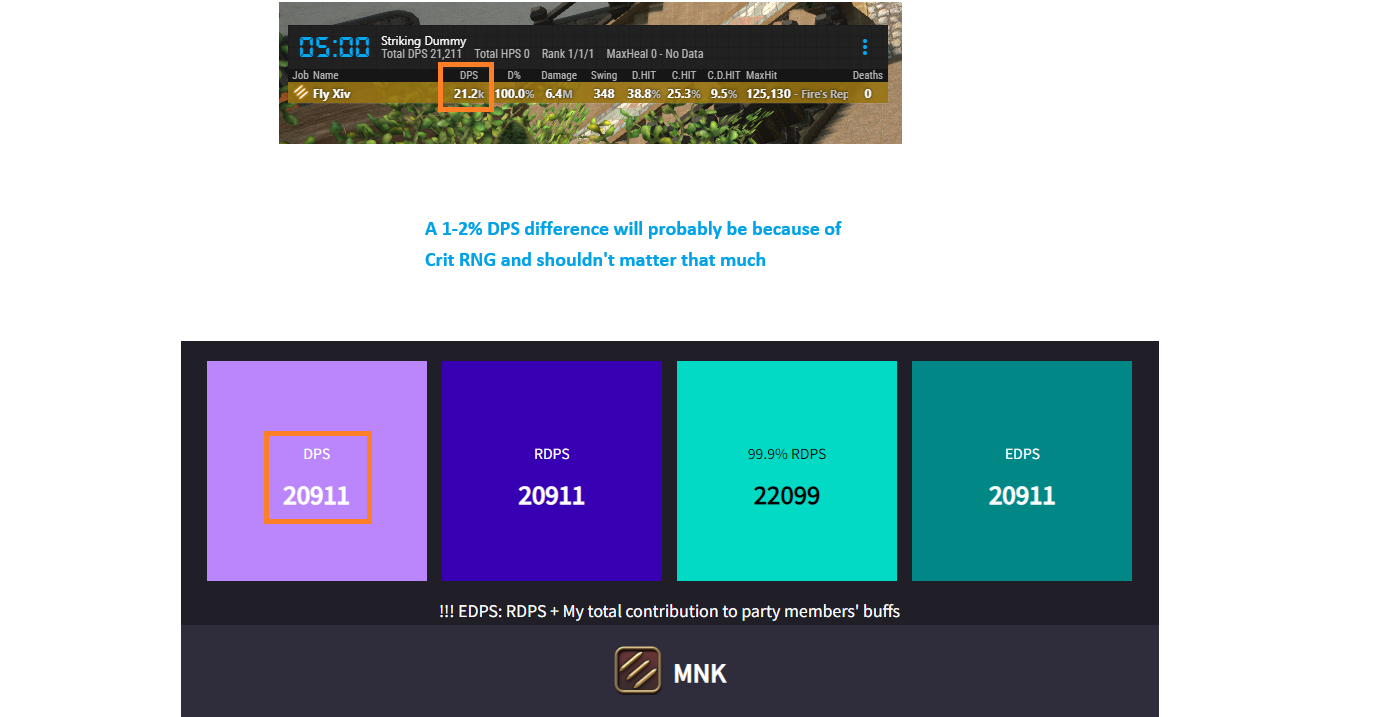 05:00 Striking Dummy
Total DPS 21,211 Total HPS 0 Rank 1/1/1 MaxHeal 0 - No Data
Job Name DPS D% Damage Swing D.HIT C.HIT C.D.HIT MaxHit Deaths
Fly Xiv 21.2k 100.0% 6.4M 348 38.8% 25.3% 9.5% 125,130 - Fire's Rep 0
A 1-2% DPS difference will probably be because of
Crit RNG and shouldn't matter that much
DPS RDPS 99.9% RDPS EDPS
20911 20911 22099 20911
!!! EDPS: RDPS + My total contribution to party members' buffs
MNK